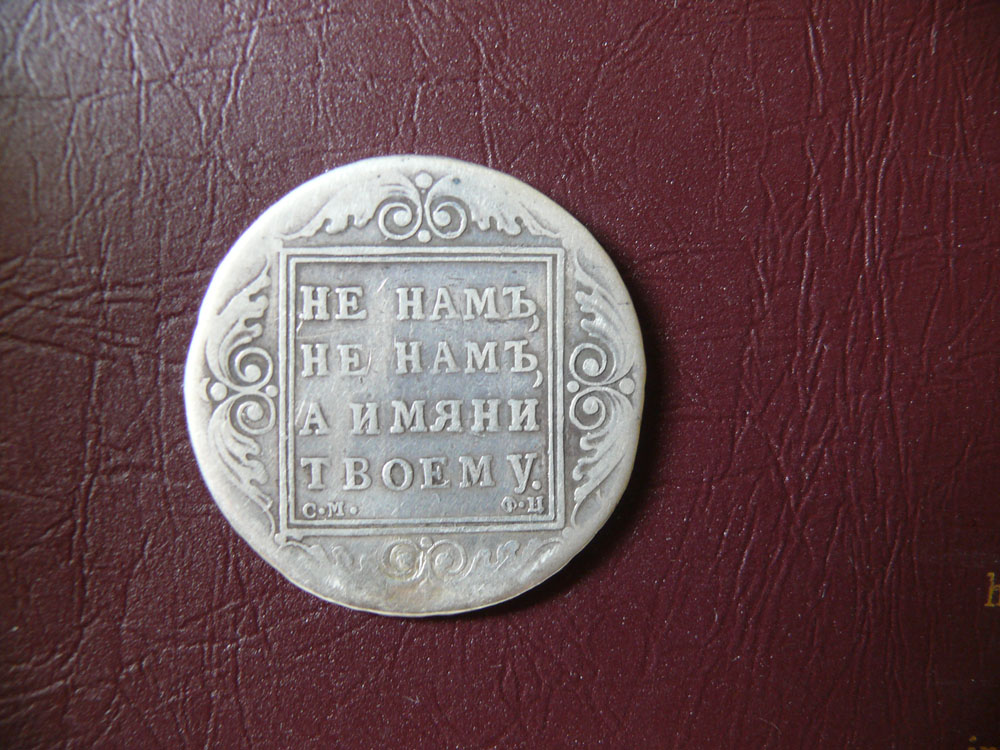 НЕ НАМЪ,
НЕ НАМЪ,
А ИМЯНИ
ТВОЕМУ.
С•М• Ф•Ц